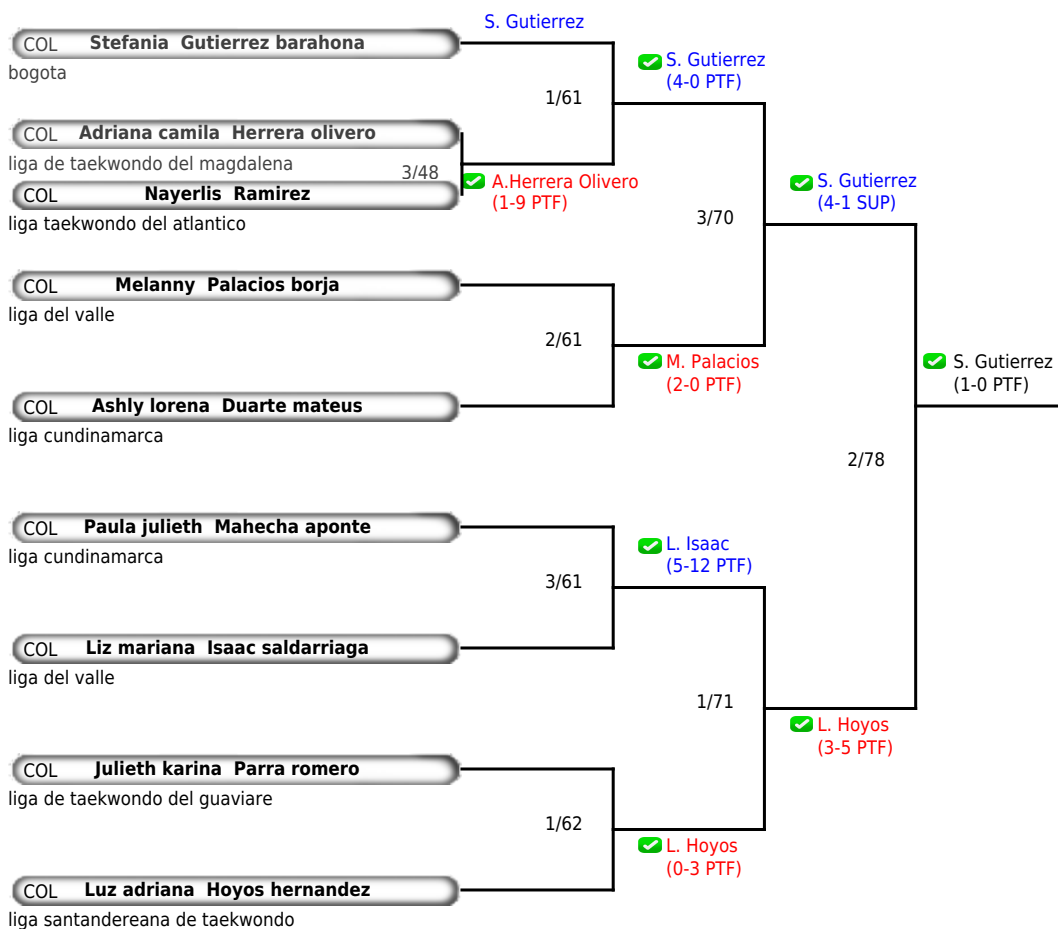 S. Gutierrez
COL Stefania Gutierrez barahona
bogota
S. Gutierrez
(4-0 PTF)
1/61
COL Adriana camila Herrera olivero
liga de taekwondo del magdalena
3/48
A.Herrera Olivero
(1-9 PTF)
COL Nayerlis Ramirez
liga taekwondo del atlantico
S. Gutierrez
(4-1 SUP)
3/70
COL Melanny Palacios borja
liga del valle
2/61
M. Palacios
(2-0 PTF)
S. Gutierrez
(1-0 PTF)
COL Ashly lorena Duarte mateus
liga cundinamarca
2/78
COL Paula julieth Mahecha aponte
liga cundinamarca
L. Isaac
(5-12 PTF)
3/61
COL Liz mariana Isaac saldarriaga
liga del valle
1/71
L. Hoyos
(3-5 PTF)
COL Julieth karina Parra romero
liga de taekwondo del guaviare
1/62
L. Hoyos
(0-3 PTF)
COL Luz adriana Hoyos hernandez
liga santandereana de taekwondo